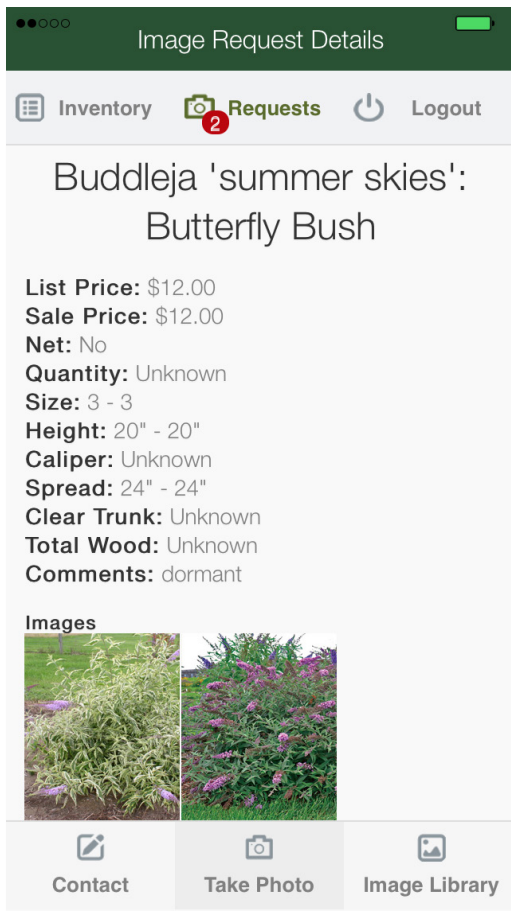 Image Request Details
Inventory
2
Requests
Logout
Buddleja 'summer skies':
Butterfly Bush
List Price: $12.00
Sale Price: $12.00
Net: No
Quantity: Unknown
Size: 3 - 3
Height: 20" - 20"
Caliper: Unknown
Spread: 24" - 24"
Clear Trunk: Unknown
Total Wood: Unknown
Comments: dormant
Images
Contact
Take Photo
Image Library